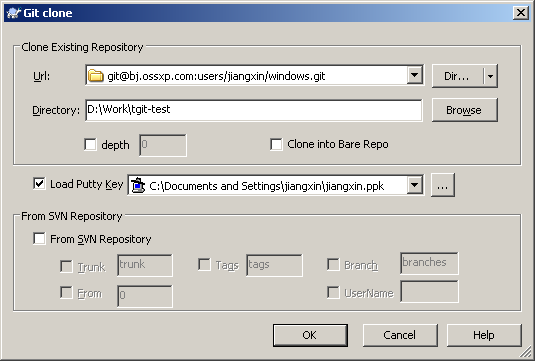 Git clone
Clone Existing Repository
Url: git@bj.ossxp.com:users/jiangxin/windows.git Dir...
Directory: D:\Work\tgit-test Browse
depth 0 Clone into Bare Repo
Load Putty Key C:\Documents and Settings\jiangxin\jiangxin.ppk ...
From SVN Repository
From SVN Repository
Trunk trunk Tags tags Branch branches
From 0 UserName
OK Cancel Help